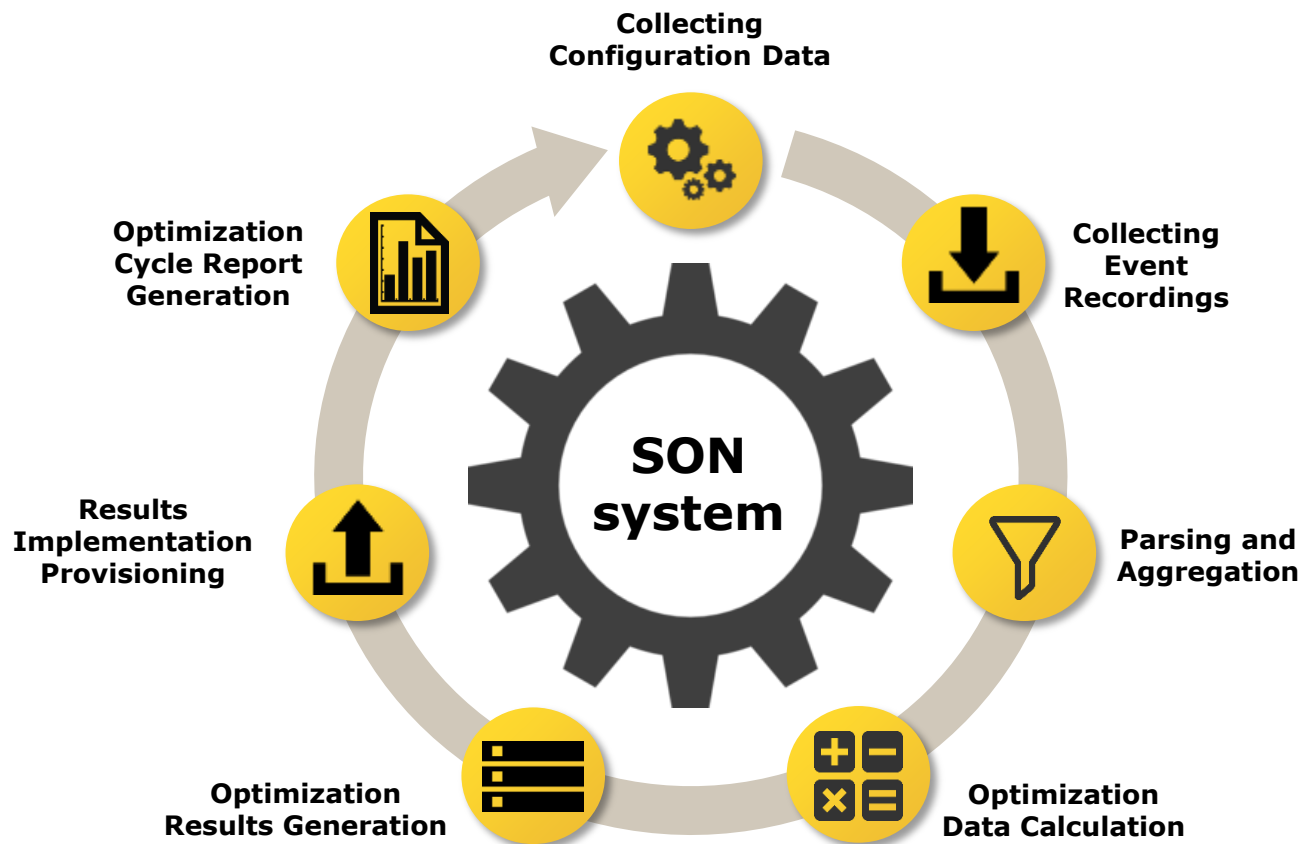 Collecting
Configuration Data
Collecting
Event
Recordings
Parsing and
Aggregation
Optimization
Data Calculation
Optimization
Results Generation
Results
Implementation
Provisioning
Optimization
Cycle Report
Generation
SON
system